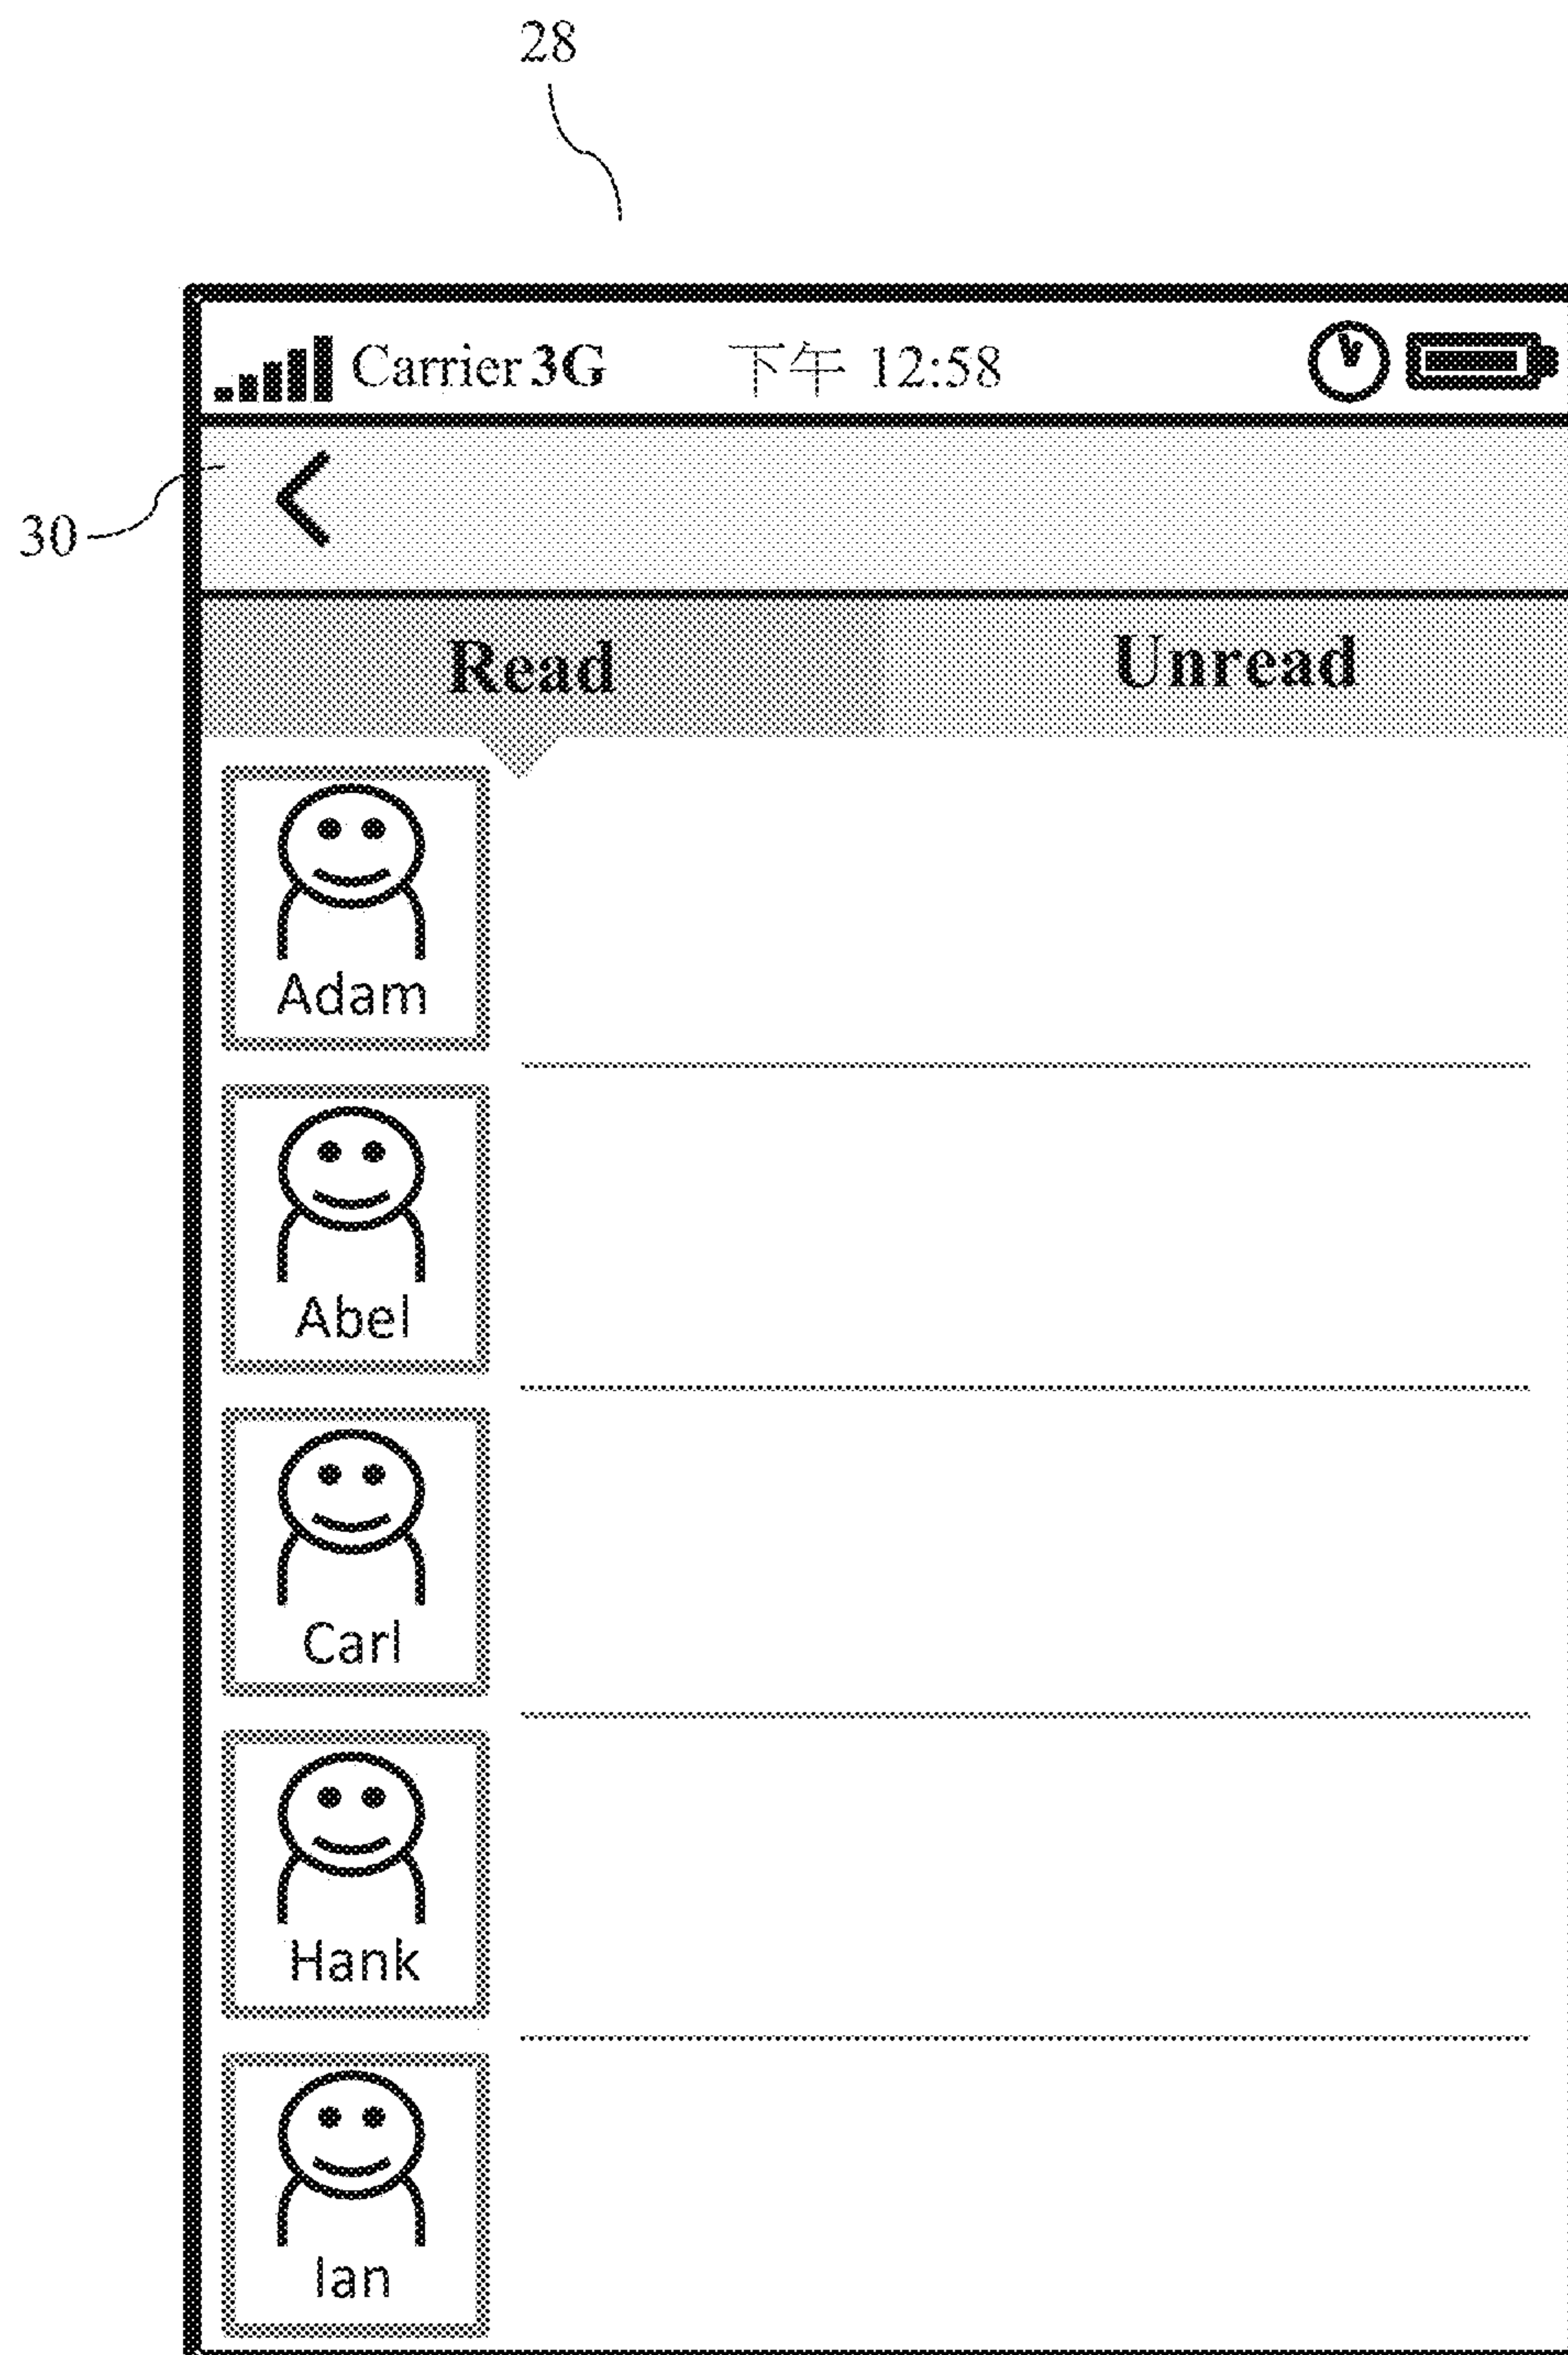 28
Carrier 3G 下午 12:58
30
Read Unread
Adam
Abel
Carl
Hank
Ian